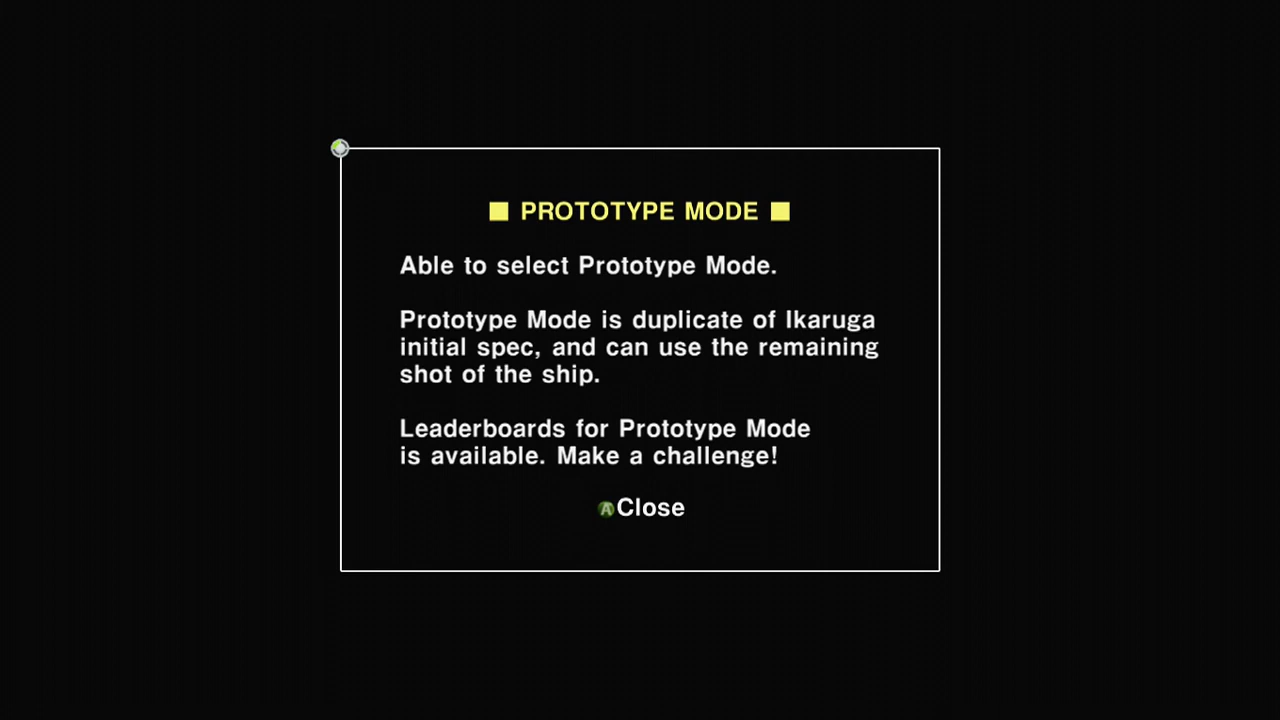 ■ PROTOTYPE MODE ■
Able to select Prototype Mode.
Prototype Mode is duplicate of Ikaruga
initial spec, and can use the remaining
shot of the ship.
Leaderboards for Prototype Mode
is available. Make a challenge!
A Close